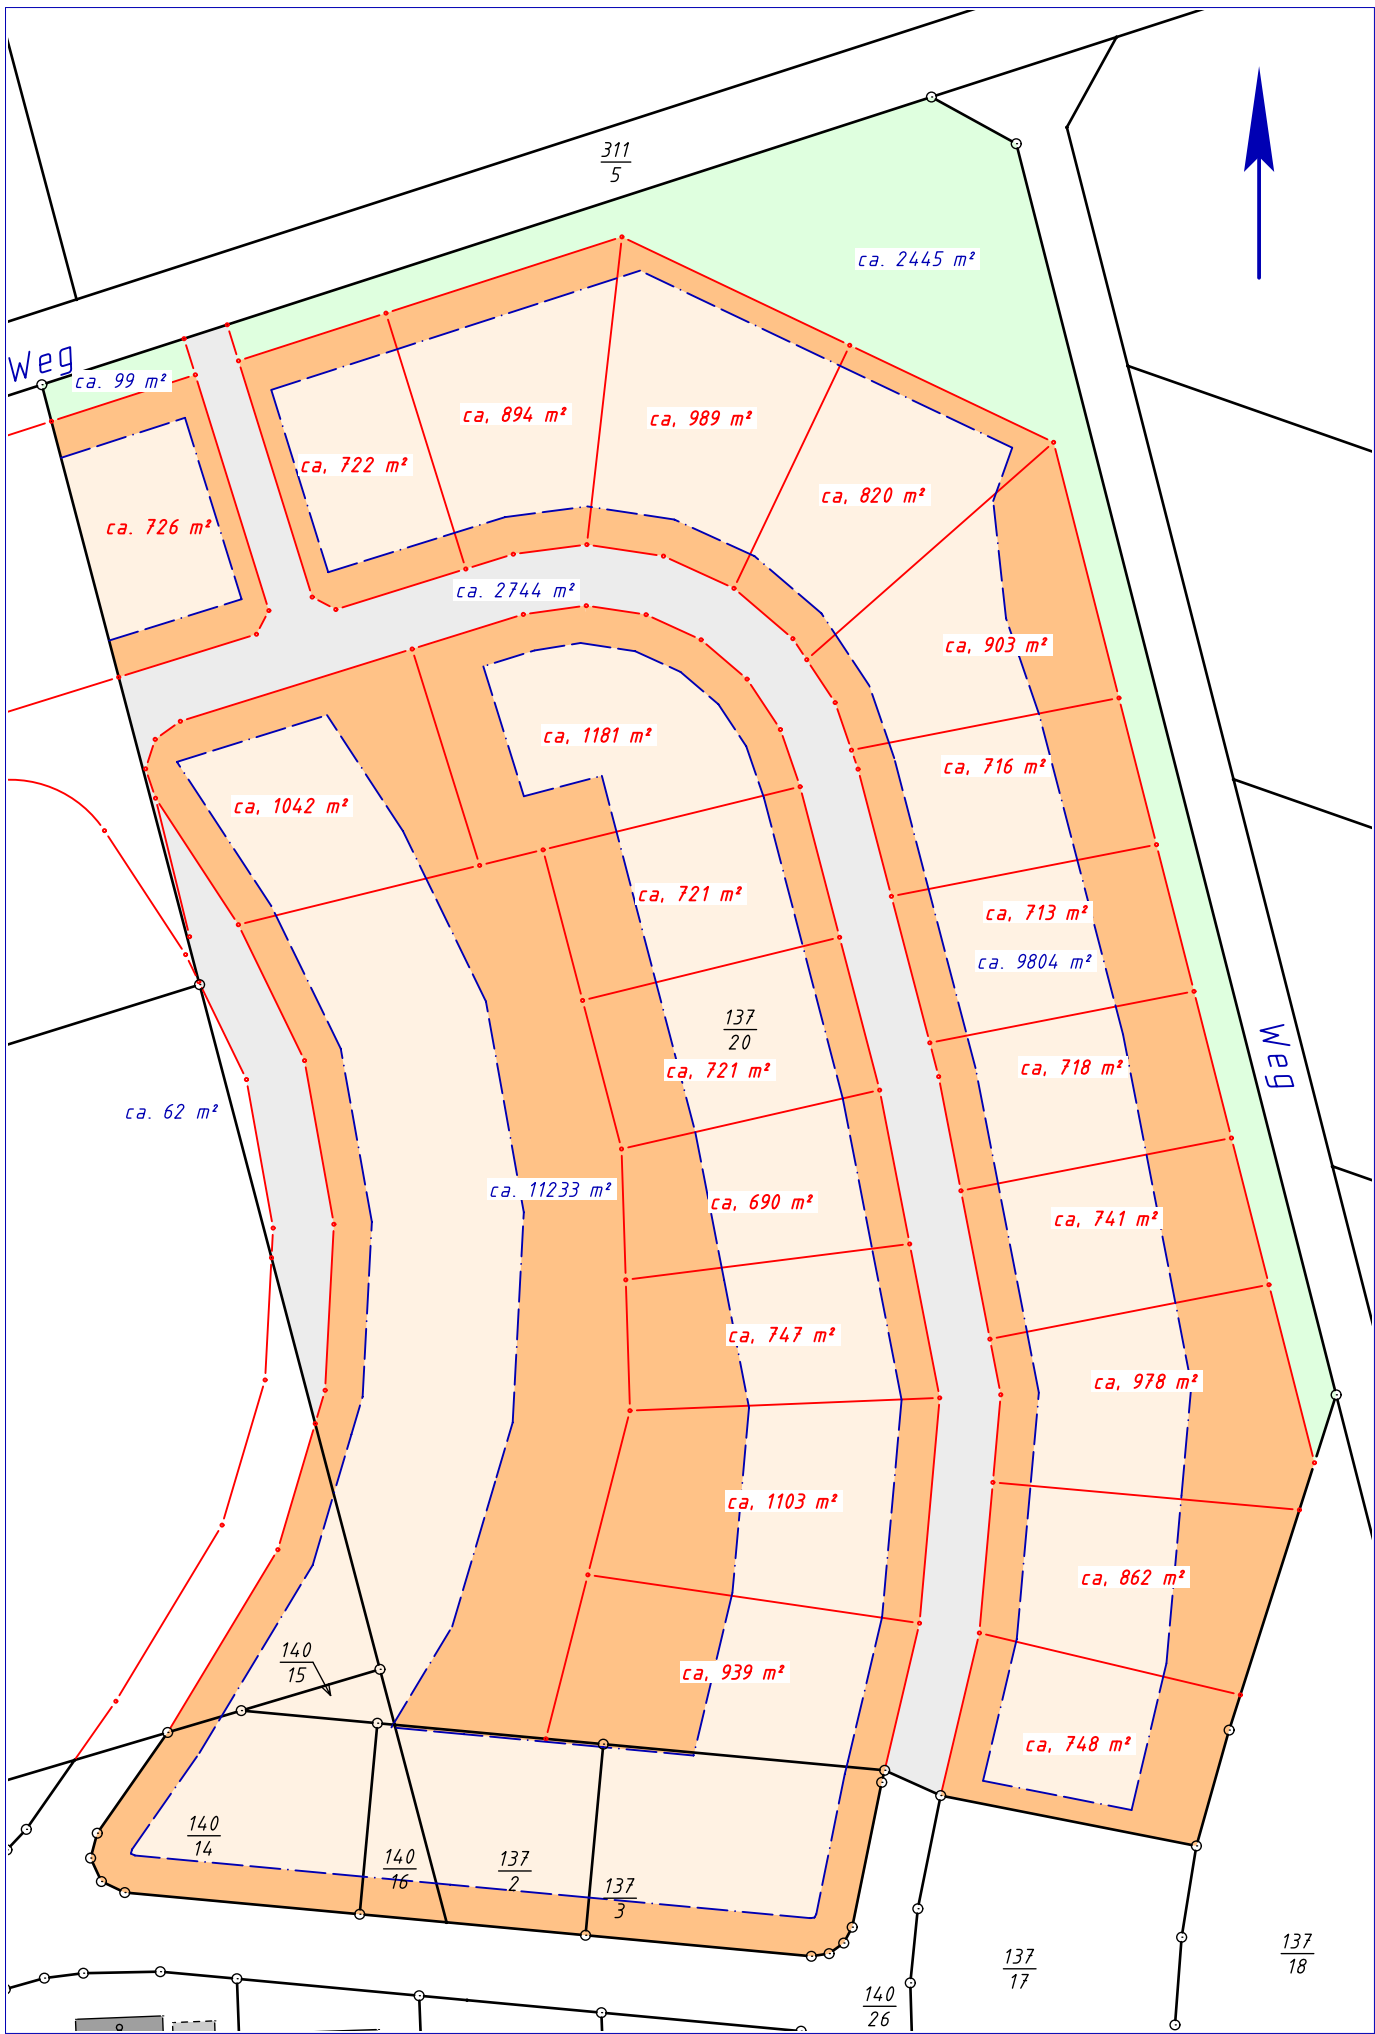 311
5
ca. 2445 m²
Weg
ca. 99 m²
ca, 894 m²
ca, 989 m²
ca, 722 m²
ca, 820 m²
ca. 726 m²
ca. 2744 m²
ca, 903 m²
ca, 1181 m²
ca, 716 m²
ca, 1042 m²
ca, 721 m²
ca, 713 m²
ca. 9804 m²
137
20
Weg
ca, 721 m²
ca, 718 m²
ca. 62 m²
ca. 11233 m²
ca, 690 m²
ca, 741 m²
ca, 747 m²
ca, 978 m²
ca, 1103 m²
ca, 862 m²
140
15
ca, 939 m²
ca, 748 m²
140
14
140
16
137
2
137
3
137
18
137
17
140
26